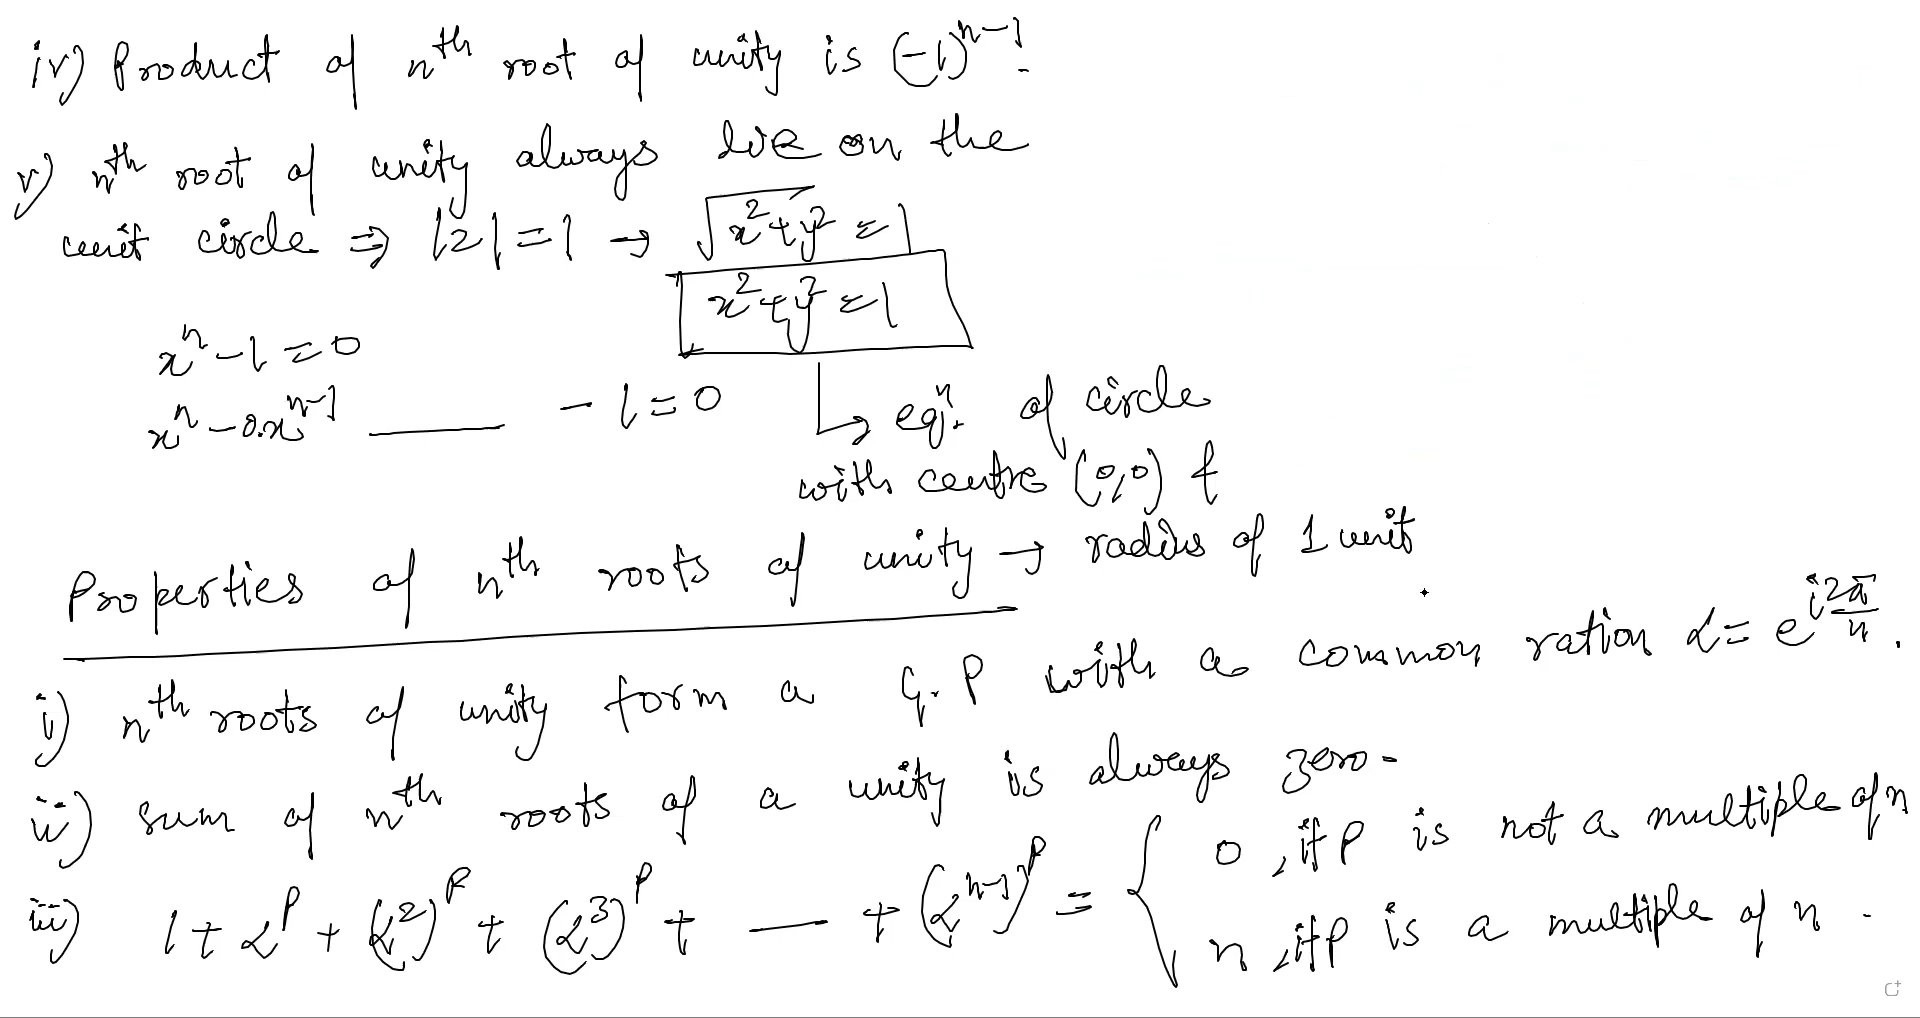 iv) Product of nth root of unity is (-1)^{n-1}.
v) nth root of unity always lie on the
unit circle ⇒ |z| = 1 → √(x²+y²) = 1
x²+y² = 1
x^n - 1 = 0
x^n - 0.x^{n-1} ——— - 1 = 0
↳ eqn. of circle
with centre (0,0) &
radius of 1 unit
Properties of nth roots of unity →
i) nth roots of unity form a G.P with a common ration α = e^{i2π/n}.
ii) sum of nth roots of a unity is always zero.
iii) 1 + α^p + (α²)^p + (α³)^p + —— + (α^{n-1})^p = { 0, if p is not a multiple of n
n, if p is a multiple of n.